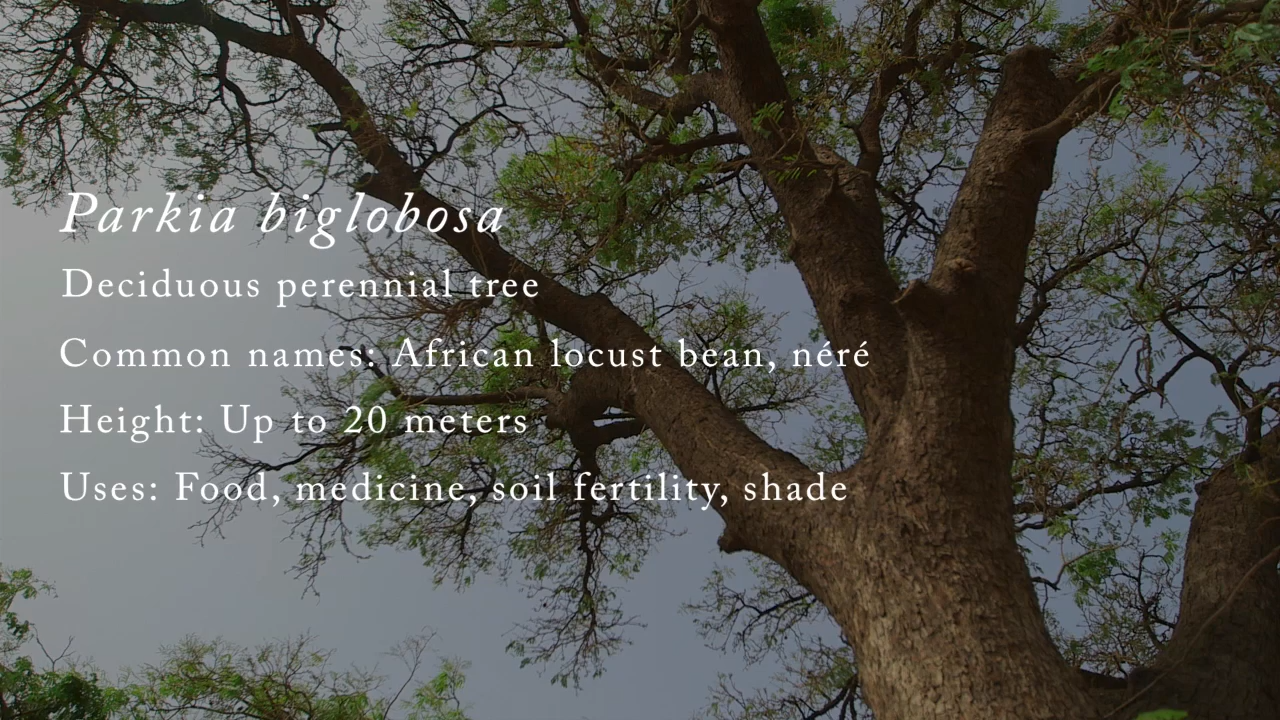 Parkia biglobosa
Deciduous perennial tree
Common names: African locust bean, néré
Height: Up to 20 meters
Uses: Food, medicine, soil fertility, shade